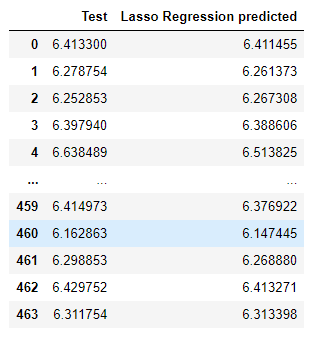 Test Lasso Regression predicted
0 6.413300 6.411455
1 6.278754 6.261373
2 6.252853 6.267308
3 6.397940 6.388606
4 6.638489 6.513825
... ... ...
459 6.414973 6.376922
460 6.162863 6.147445
461 6.298853 6.268880
462 6.429752 6.413271
463 6.311754 6.313398